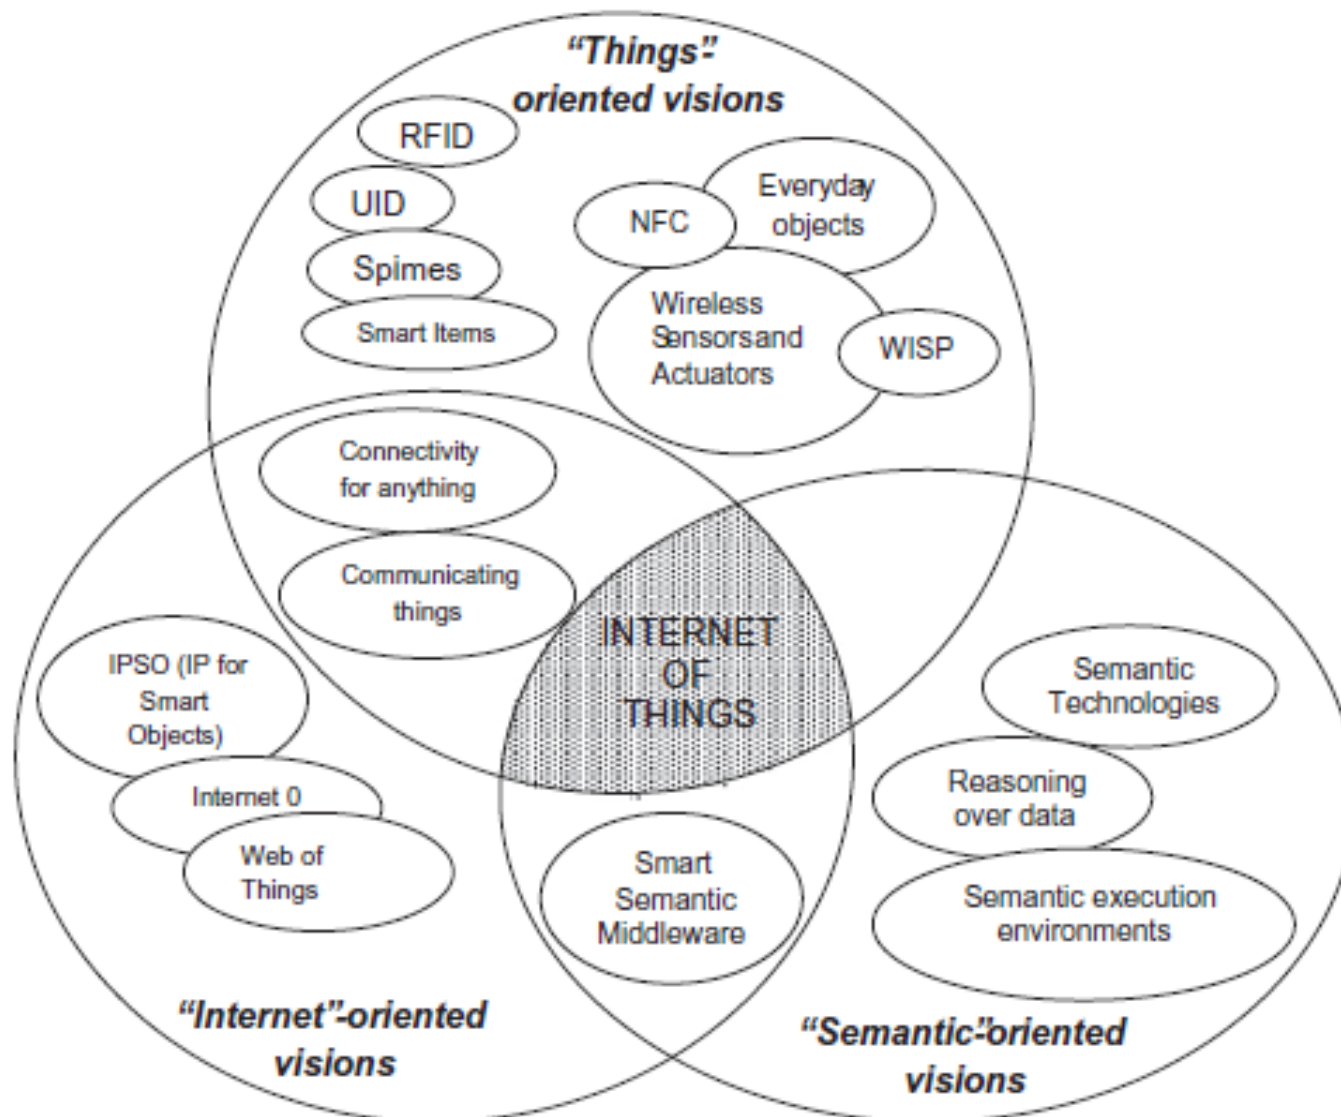 “Things”-
oriented visions
RFID
UID
Spimes
Smart Items
Everyday
objects
NFC
Wireless
Sensors and
Actuators
WISP
Connectivity
for anything
Communicating
things
INTERNET
OF
THINGS
IPSO (IP for
Smart
Objects)
Internet 0
Web of
Things
Semantic
Technologies
Reasoning
over data
Semantic execution
environments
Smart
Semantic
Middleware
“Internet”-oriented
visions
“Semantic”-oriented
visions